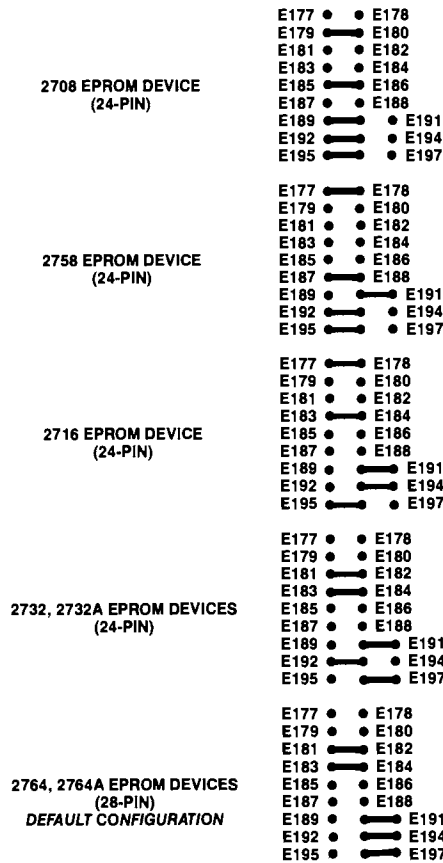 E177 E178
E179 E180
E181 E182
E183 E184
2708 EPROM DEVICE
(24-PIN)
E185 E186
E187 E188
E189 E191
E192 E194
E195 E197
E177 E178
E179 E180
E181 E182
E183 E184
2758 EPROM DEVICE
(24-PIN)
E185 E186
E187 E188
E189 E191
E192 E194
E195 E197
E177 E178
E179 E180
E181 E182
E183 E184
2716 EPROM DEVICE
(24-PIN)
E185 E186
E187 E188
E189 E191
E192 E194
E195 E197
E177 E178
E179 E180
E181 E182
E183 E184
2732, 2732A EPROM DEVICES
(24-PIN)
E185 E186
E187 E188
E189 E191
E192 E194
E195 E197
E177 E178
E179 E180
E181 E182
E183 E184
2764, 2764A EPROM DEVICES
(28-PIN)
DEFAULT CONFIGURATION
E185 E186
E187 E188
E189 E191
E192 E194
E195 E197